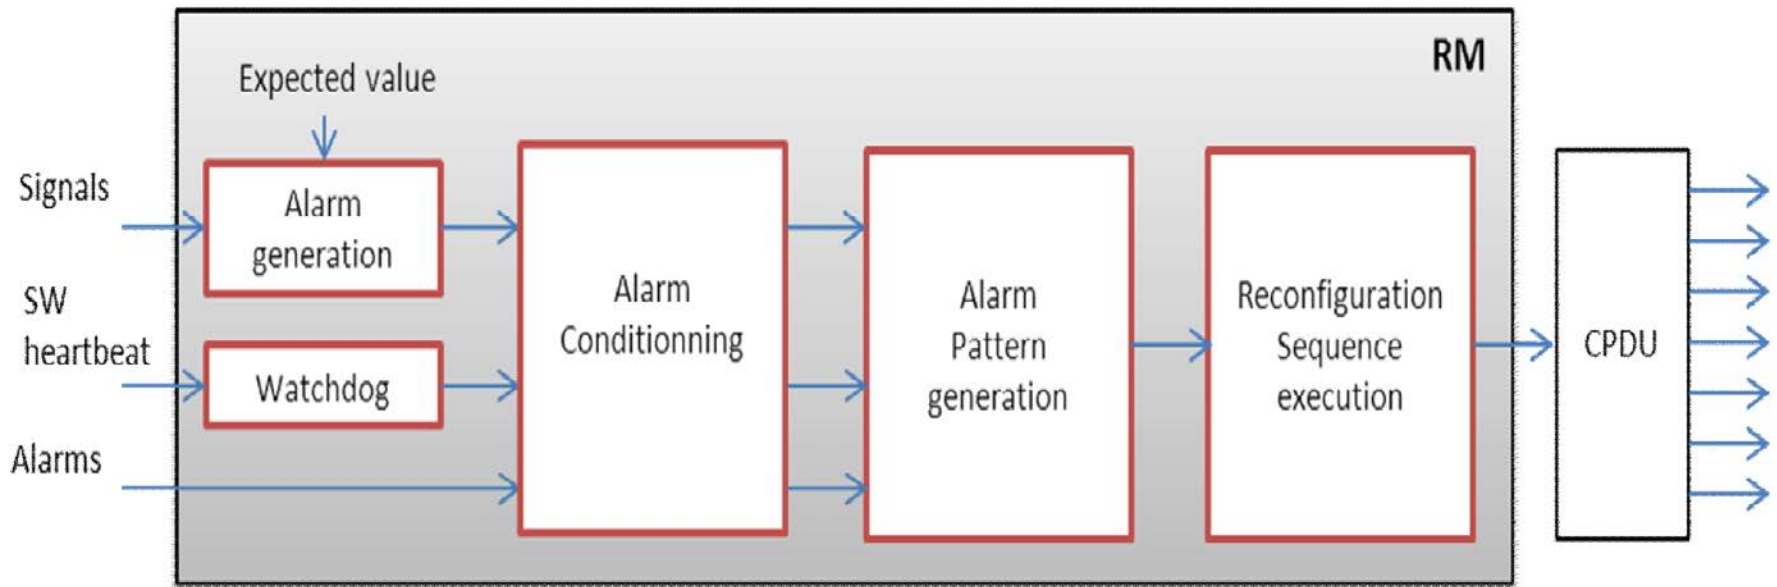 RM
Expected value
Signals
Alarm
generation
SW
heartbeat
Watchdog
Alarms
Alarm
Conditionning
Alarm
Pattern
generation
Reconfiguration
Sequence
execution
CPDU